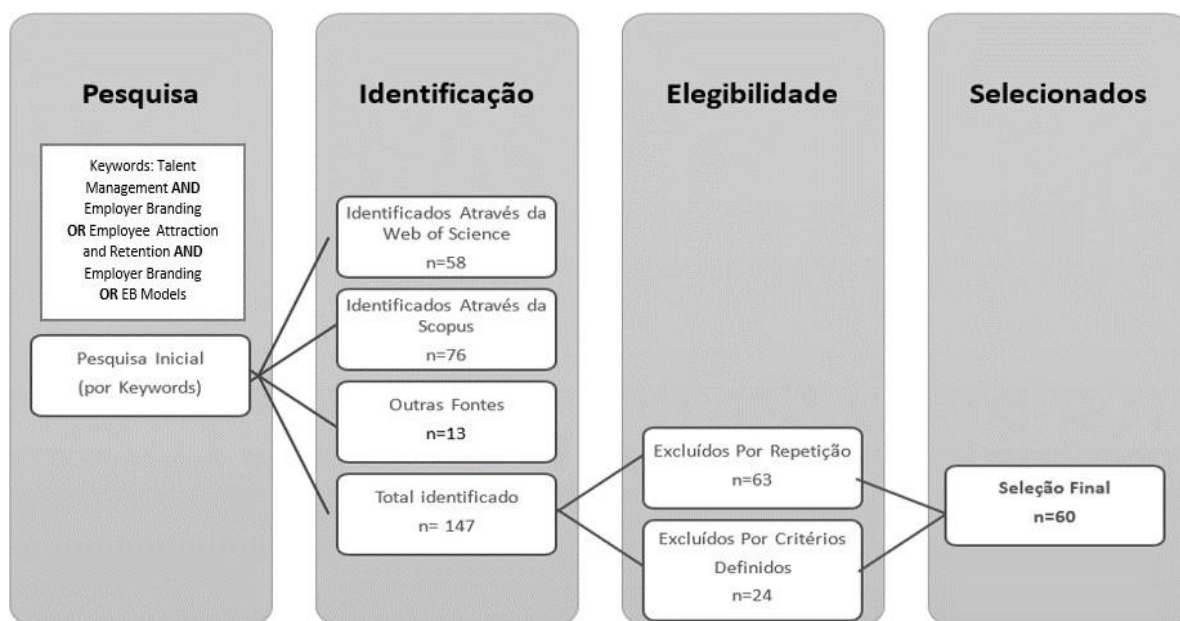 Pesquisa
Keywords: Talent
Management AND
Employer Branding
OR Employee Attraction
and Retention AND
Employer Branding
OR EB Models
Pesquisa Inicial
(por Keywords)
Identificação
Identificados Através da
Web of Science
n=58
Identificados Através da
Scopus
n=76
Outras Fontes
n=13
Total identificado
n= 147
Elegibilidade
Excluídos Por Repetição
n=63
Excluídos Por Critérios
Definidos
n=24
Selecionados
Seleção Final
n=60